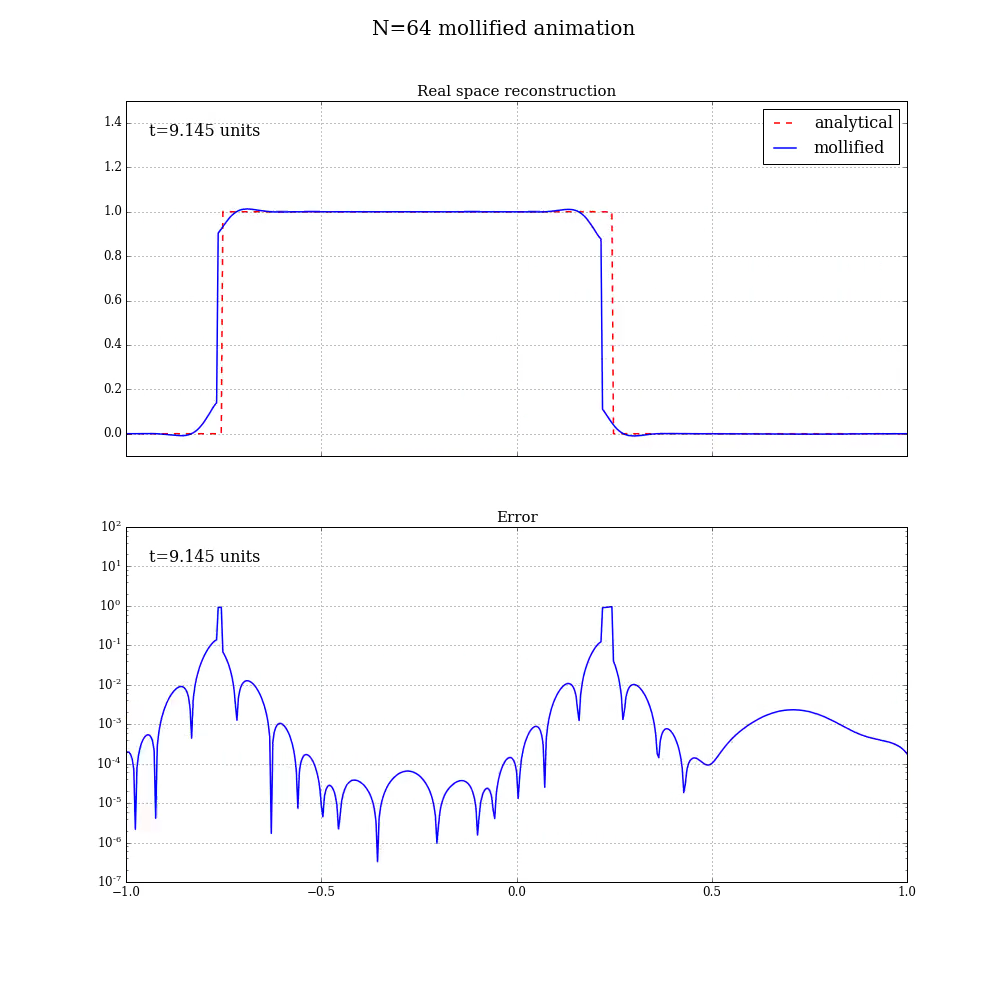 N=64 mollified animation
Real space reconstruction
t=9.145 units
analytical
mollified
1.4
1.2
1.0
0.8
0.6
0.4
0.2
0.0
Error
t=9.145 units
10²
10¹
10⁰
10⁻¹
10⁻²
10⁻³
10⁻⁴
10⁻⁵
10⁻⁶
10⁻⁷
−1.0 −0.5 0.0 0.5 1.0